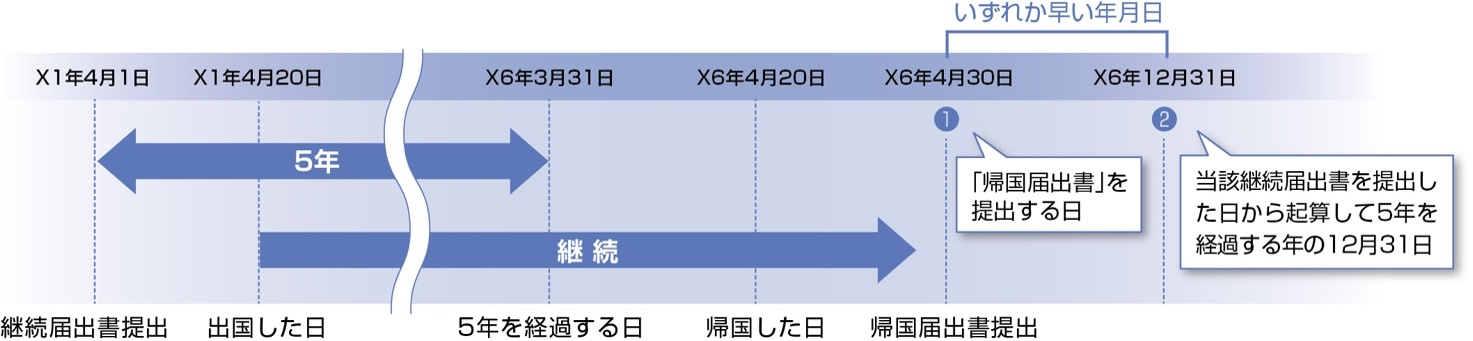 いずれか早い年月日
X1年4月1日 X1年4月20日 X6年3月31日 X6年4月20日 X6年4月30日 X6年12月31日
1 2
5年
「帰国届出書」を
提出する日
当該継続届出書を提出し
た日から起算して5年を
経過する年の12月31日
継続
継続届出書提出 出国した日 5年を経過する日 帰国した日 帰国届出書提出